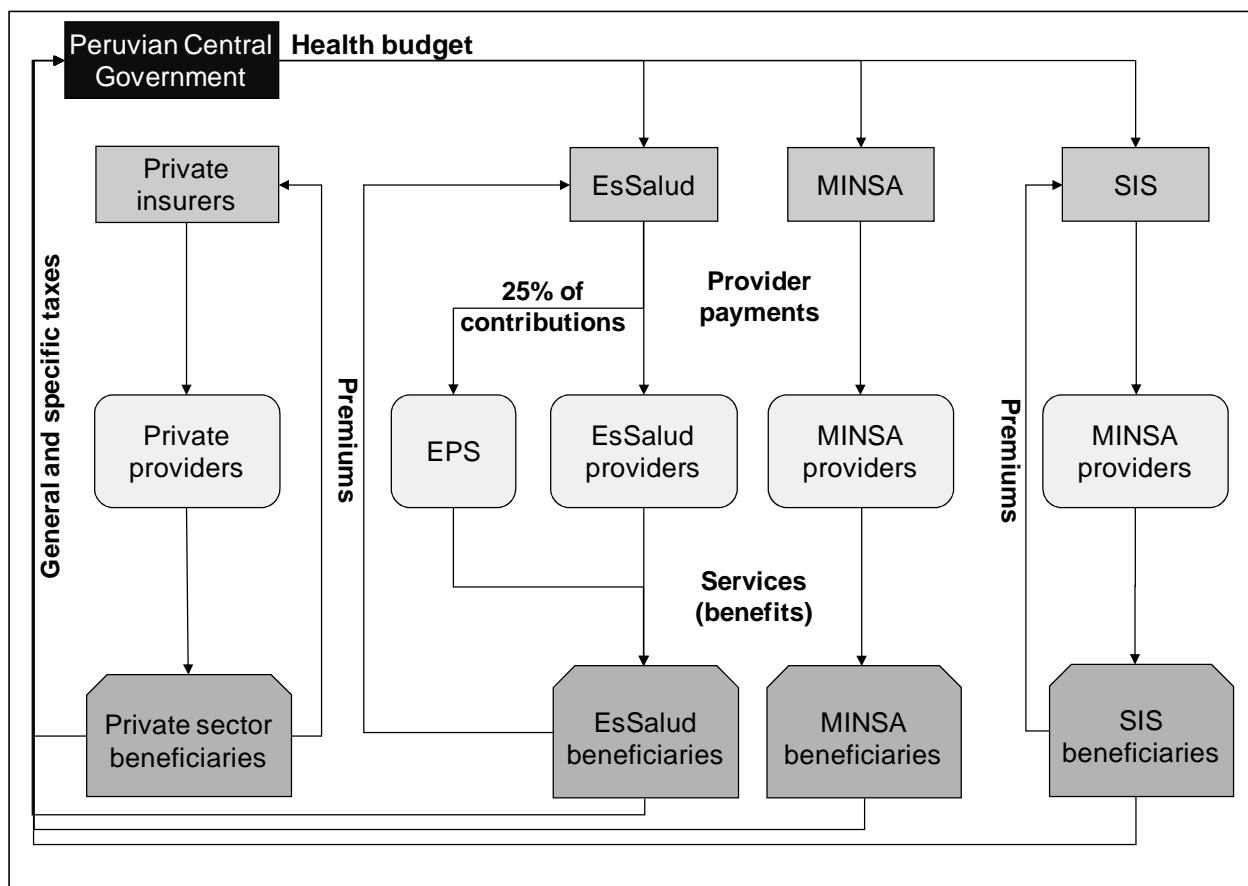 Peruvian Central
Government
Health budget
Private
insurers
EsSalud
MINSA
SIS
General and specific taxes
25% of
contributions
Provider
payments
Premiums
Premiums
Private
providers
EPS
EsSalud
providers
MINSA
providers
MINSA
providers
Services
(benefits)
Private sector
beneficiaries
EsSalud
beneficiaries
MINSA
beneficiaries
SIS
beneficiaries